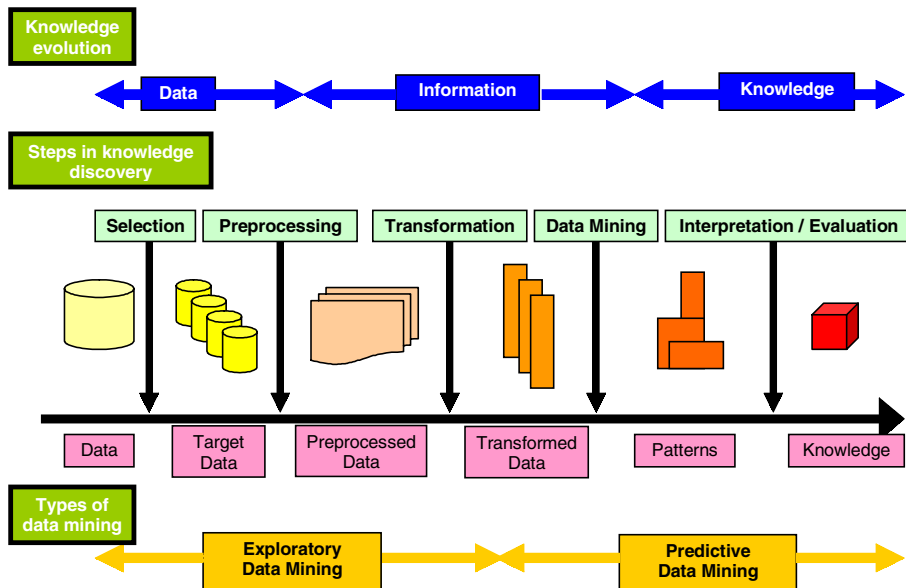 Knowledge
evolution
Data
Information
Knowledge
Steps in knowledge
discovery
Selection
Preprocessing
Transformation
Data Mining
Interpretation / Evaluation
Data
Target
Data
Preprocessed
Data
Transformed
Data
Patterns
Knowledge
Types of
data mining
Exploratory
Data Mining
Predictive
Data Mining